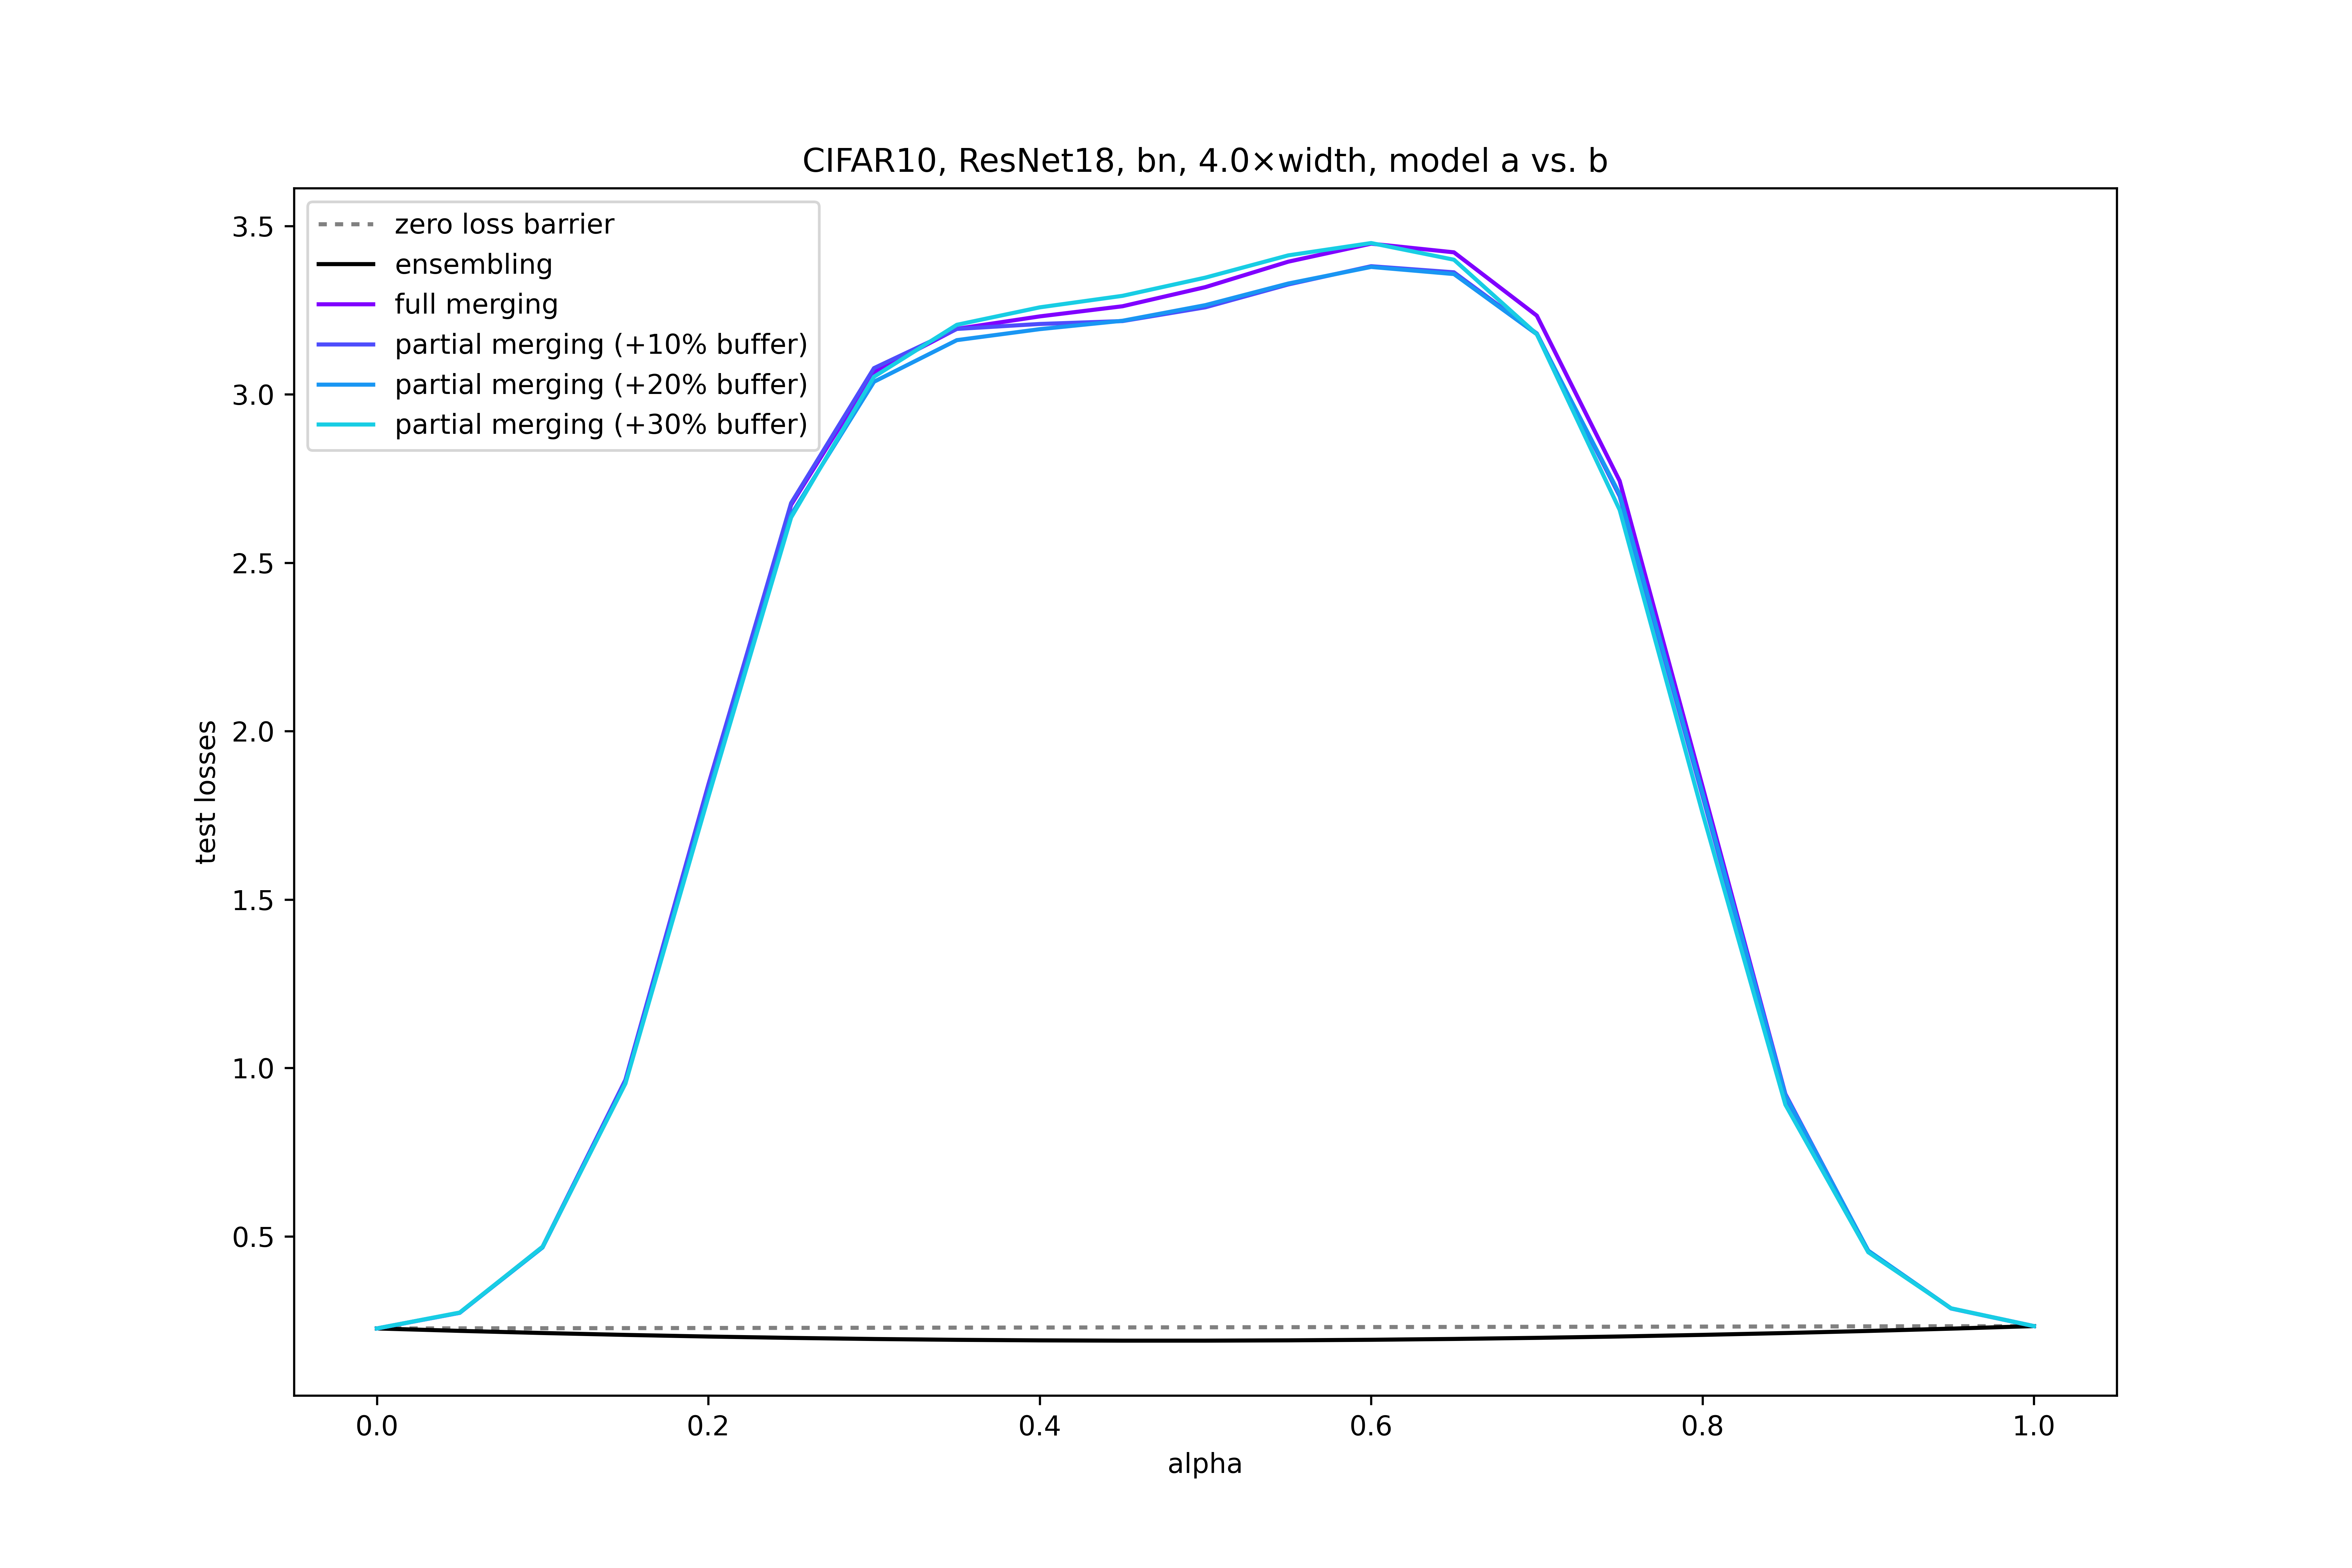 CIFAR10, ResNet18, bn, 4.0×width, model a vs. b
zero loss barrier
ensembling
full merging
partial merging (+10% buffer)
partial merging (+20% buffer)
partial merging (+30% buffer)
3.5
3.0
2.5
2.0
1.5
1.0
0.5
test losses
0.0 0.2 0.4 0.6 0.8 1.0
alpha